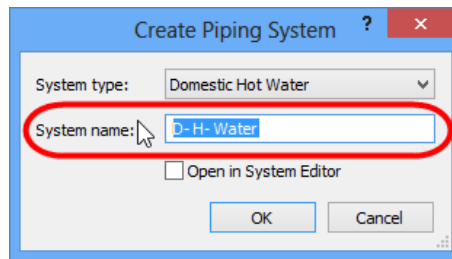 Create Piping System ? ×
System type: Domestic Hot Water
System name: D- H- Water
Open in System Editor
OK Cancel